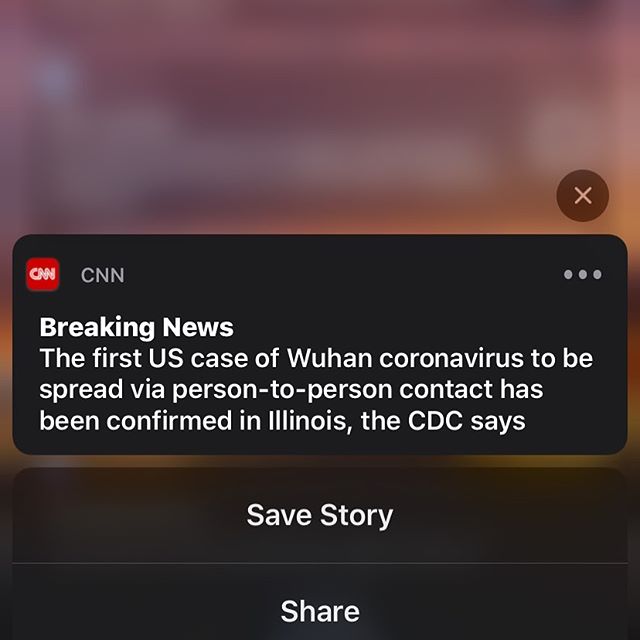 CNN CNN
Breaking News
The first US case of Wuhan coronavirus to be
spread via person-to-person contact has
been confirmed in Illinois, the CDC says
Save Story
Share